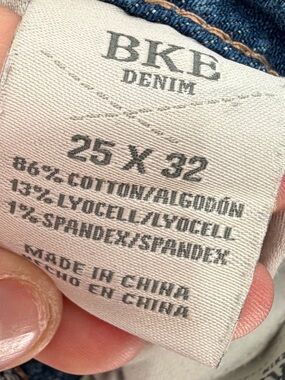 BKE
DENIM
25 X 32
86% COTTON/ALGODÓN
13% LYOCELL/LYOCELL
1% SPANDEX/SPANDEX
MADE IN CHINA
HECHO EN CHINA